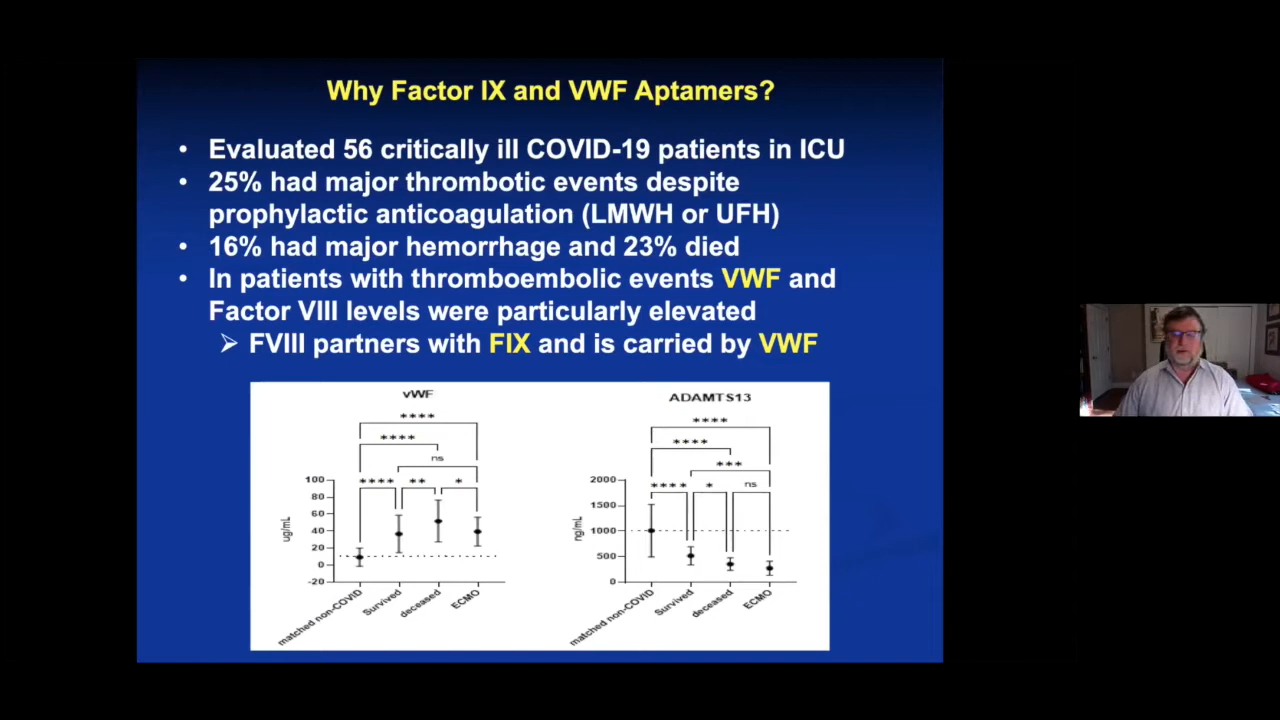 Why Factor IX and VWF Aptamers?
• Evaluated 56 critically ill COVID-19 patients in ICU
• 25% had major thrombotic events despite
prophylactic anticoagulation (LMWH or UFH)
• 16% had major hemorrhage and 23% died
• In patients with thromboembolic events VWF and
Factor VIII levels were particularly elevated
➢ FVIII partners with FIX and is carried by VWF
vWF
****
****
ns
**** ** *
100
80
60
40
20
0
-20
ug/mL
matched non-COVID
Survived
deceased
ECMO
ADAMTS13
****
****
***
**** * ns
2000
1500
1000
500
0
ng/mL
matched non-COVID
Survived
deceased
ECMO